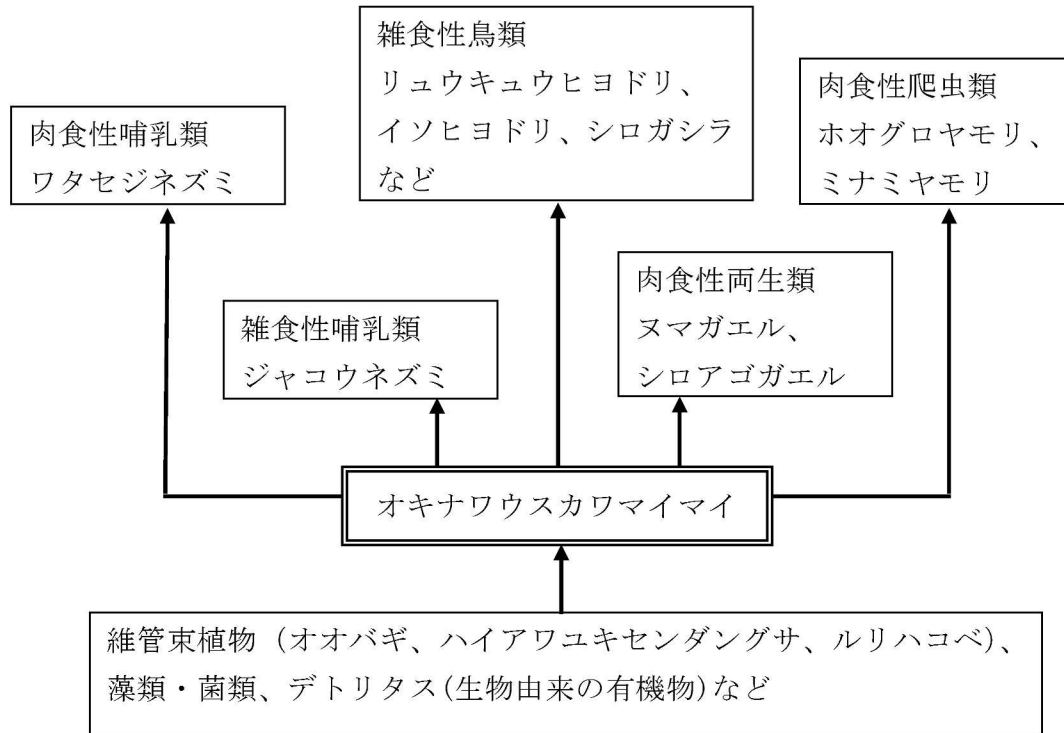 雑食性鳥類
リュウキュウヒヨドリ、
イソヒヨドリ、シロガシラ
など
肉食性爬虫類
ホオグロヤモリ、
ミナミヤモリ
肉食性哺乳類
ワタセジネズミ
肉食性両生類
ヌマガエル、
シロアゴガエル
雑食性哺乳類
ジャコウネズミ
オキナワウスカワマイマイ
維管束植物（オオバギ、ハイアワユキセンダングサ、ルリハコベ）、
藻類・菌類、デトリタス(生物由来の有機物)など